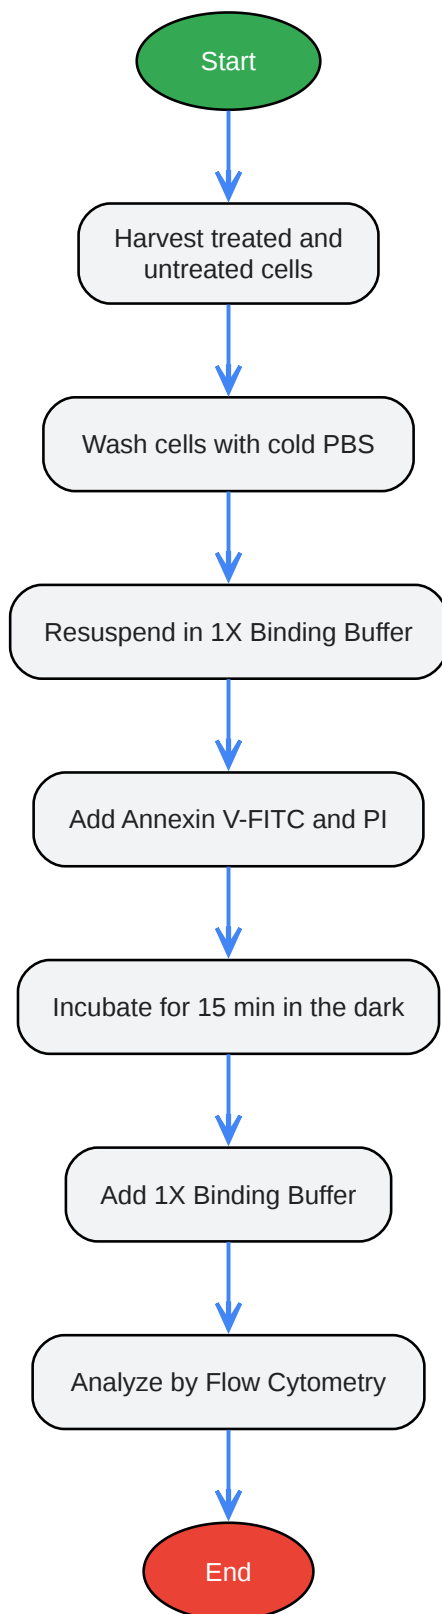 Start
Harvest treated and
untreated cells
Wash cells with cold PBS
Resuspend in 1X Binding Buffer
Add Annexin V-FITC and PI
Incubate for 15 min in the dark
Add 1X Binding Buffer
Analyze by Flow Cytometry
End